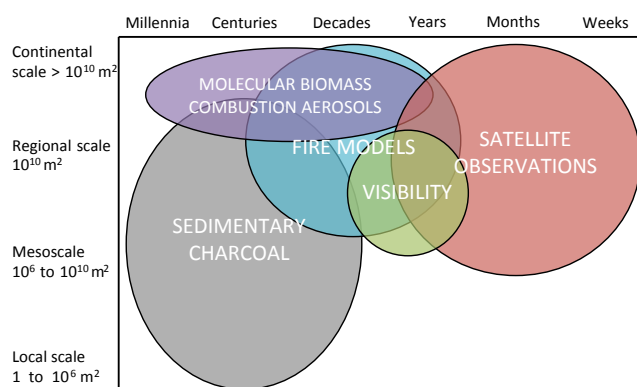 Millennia Centuries Decades Years Months Weeks
Continental
scale > 10¹⁰ m²
MOLECULAR BIOMASS
COMBUSTION AEROSOLS
Regional scale
10¹⁰ m²
FIRE MODELS
SATELLITE
OBSERVATIONS
VISIBILITY
SEDIMENTARY
CHARCOAL
Mesoscale
10⁶ to 10¹⁰ m²
Local scale
1 to 10⁶ m²